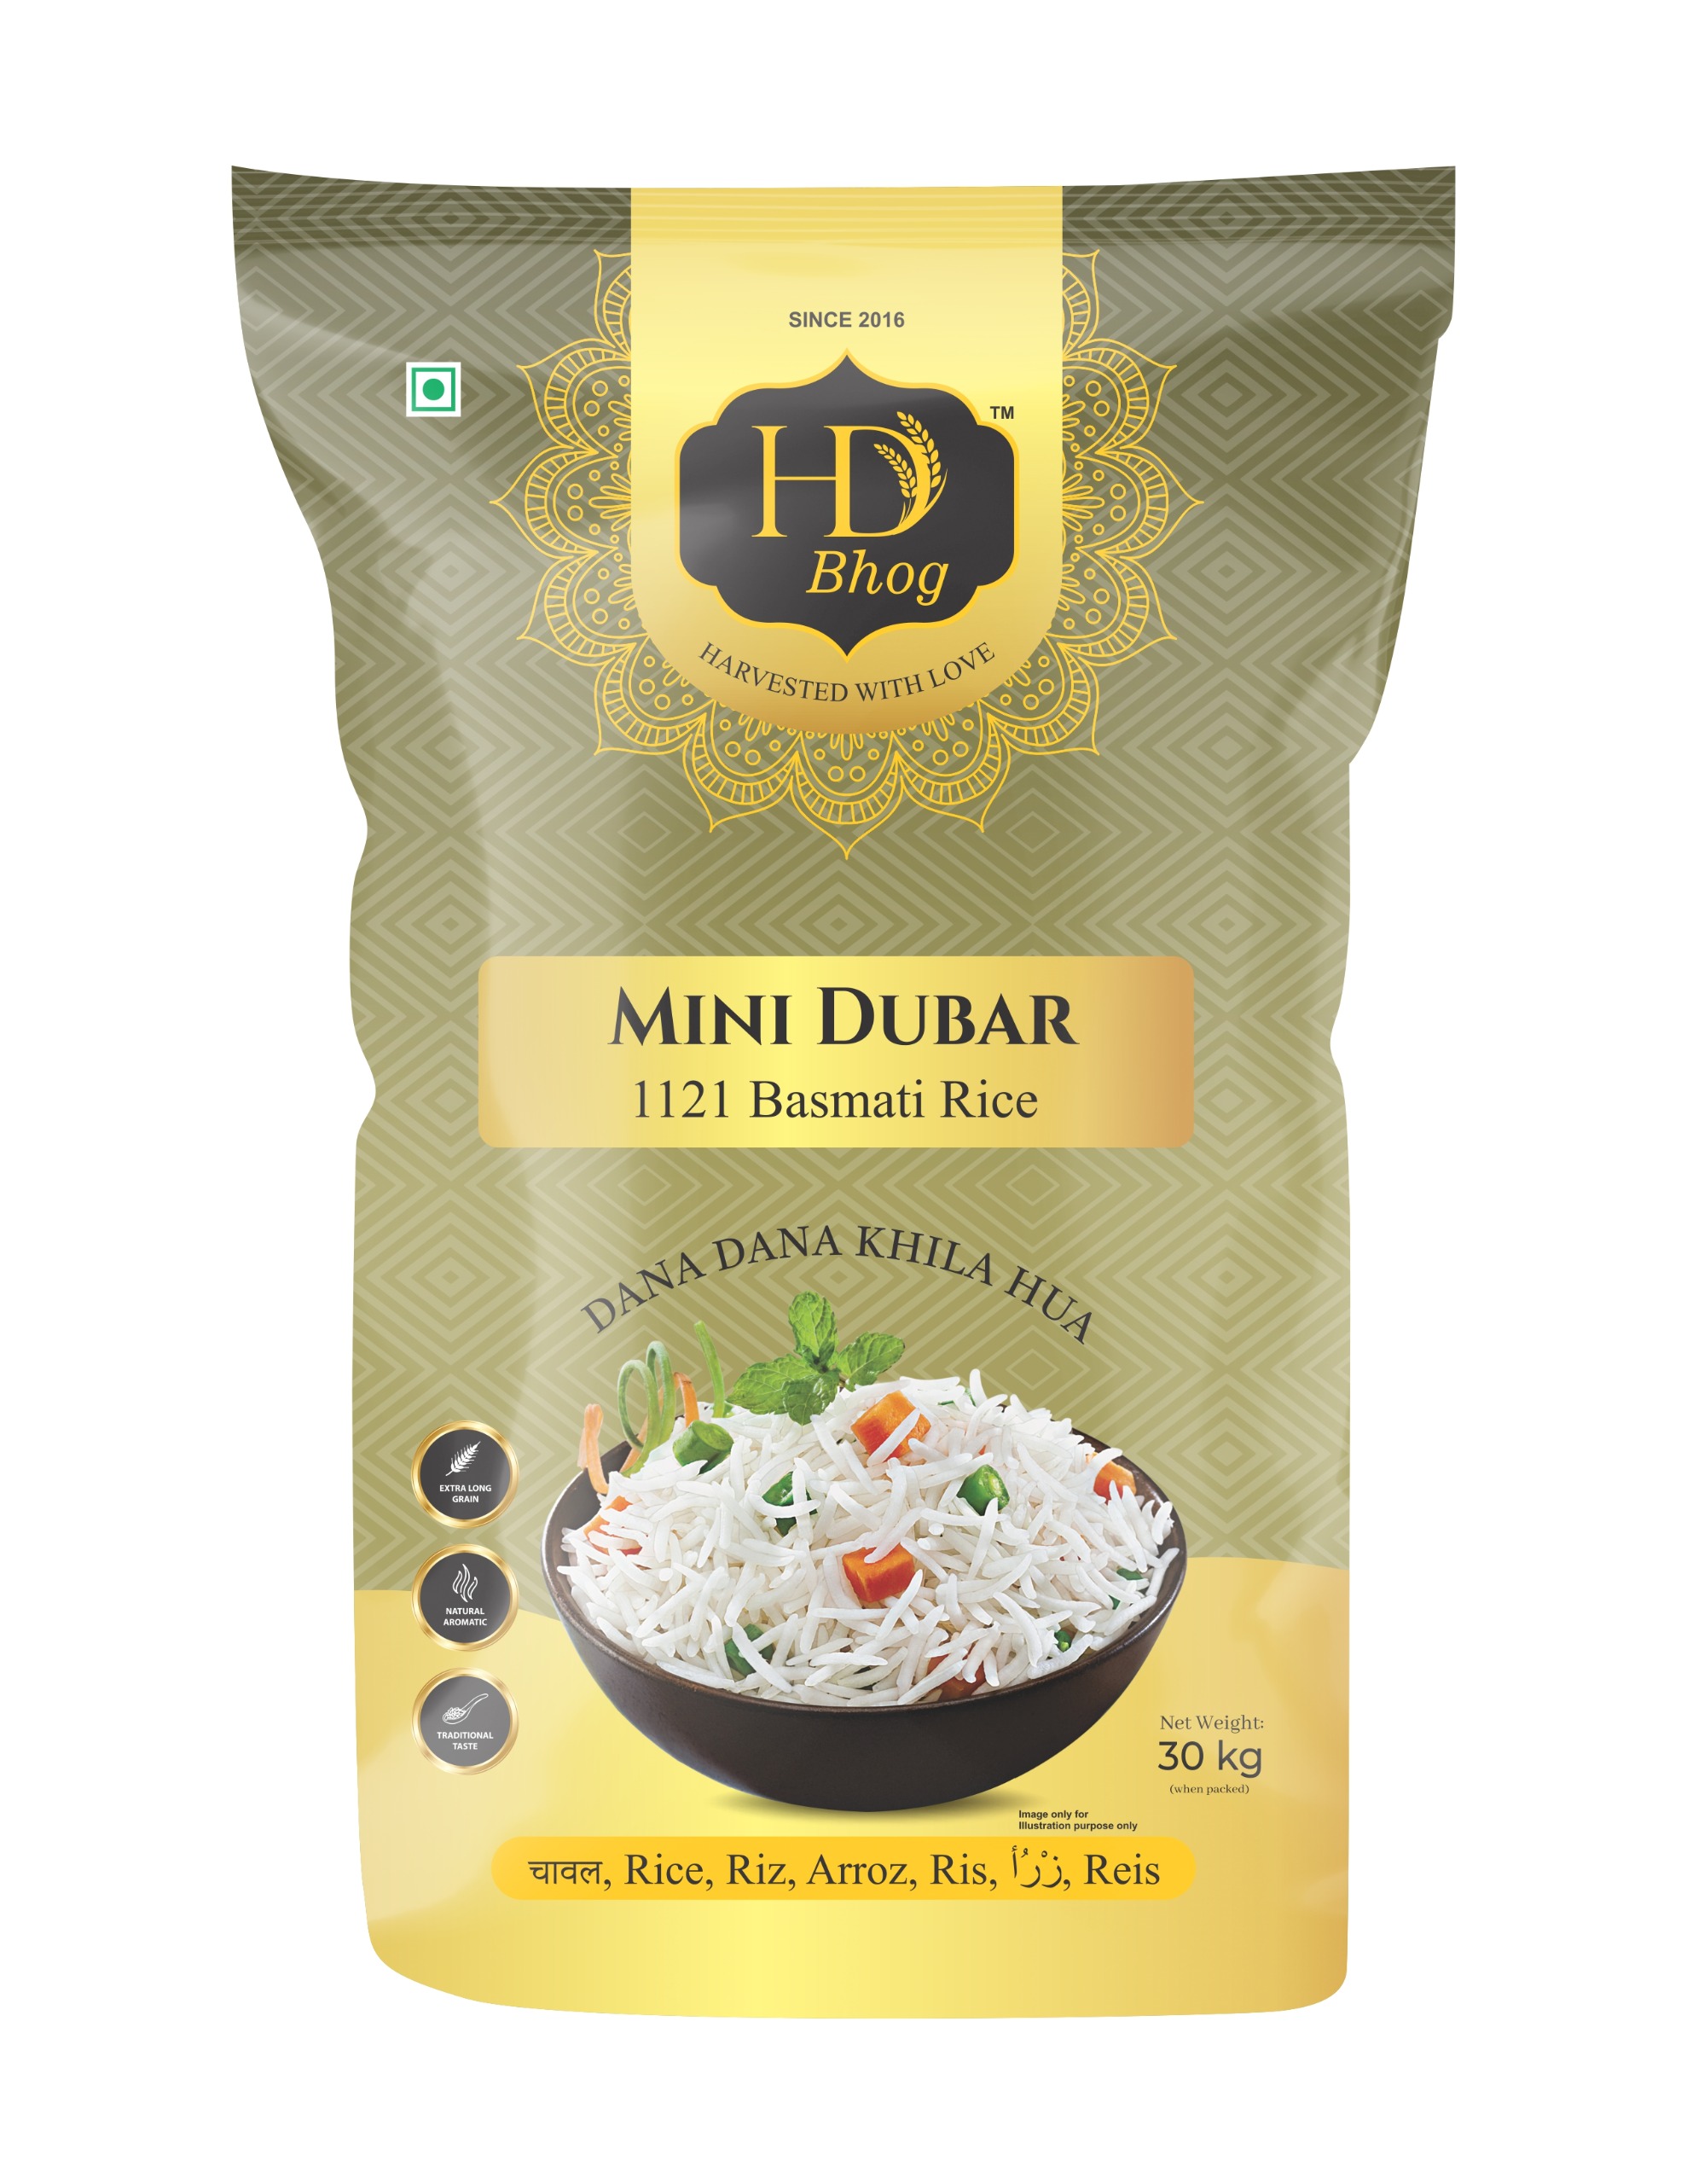 SINCE 2016
TM
HD
Bhog
HARVESTED WITH LOVE
MINI DUBAR
1121 Basmati Rice
DANA DANA KHILA HUA
EXTRA LONG
GRAIN
NATURAL
AROMATIC
TRADITIONAL
TASTE
Net Weight:
30 kg
(when packed)
Image only for
Illustration purpose only
चावल, Rice, Riz, Arroz, Ris, أُرْز, Reis